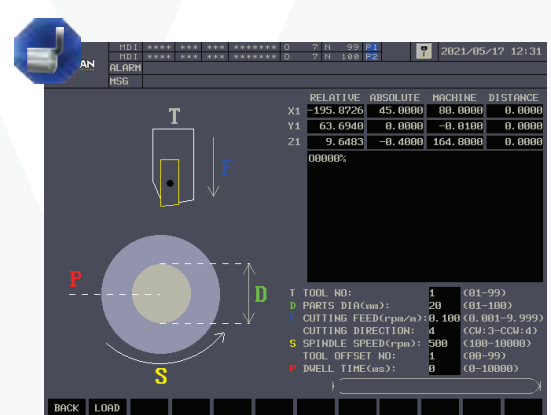 MDI **** *** *** ******* O 7 N 99 P1
MDI **** *** *** ******* O 7 N 100 P2
2021/05/17 12:31
AN
ALARM
MSG
RELATIVE ABSOLUTE MACHINE DISTANCE
X1 -195.8726 45.0000 80.0000 0.0000
Y1 63.6940 0.0000 -0.0100 0.0000
Z1 9.6483 -0.4000 164.8000 0.0000
O0000%
T
F
P
D
S
T TOOL NO: 1 (01-99)
D PARTS DIA(mm): 20 (01-100)
F CUTTING FEED(rpm/m): 0.100 (0.001-9.999)
CUTTING DIRECTION: 4 (CW:3-CCW:4)
S SPINDLE SPEED(rpm): 500 (100-10000)
TOOL OFFSET NO: 1 (00-99)
P DWELL TIME(ms): 0 (0-10000)
BACK LOAD